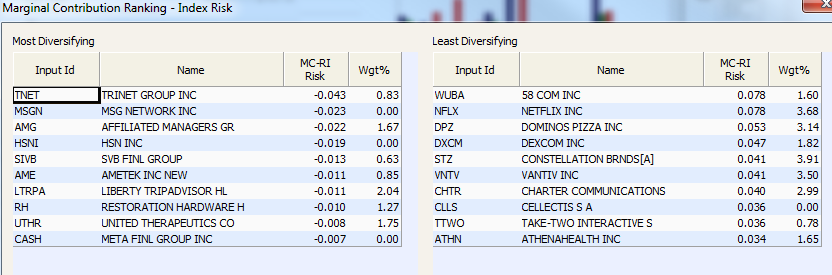 Marginal Contribution Ranking - Index Risk
Most Diversifying
Input Id Name MC-RI Risk Wgt%
TNET TRINET GROUP INC -0.043 0.83
MSGN MSG NETWORK INC -0.023 0.00
AMG AFFILIATED MANAGERS GR -0.022 1.67
HSNI HSN INC -0.019 0.00
SIVB SVB FINL GROUP -0.013 0.63
AME AMETEK INC NEW -0.011 0.85
LTRPA LIBERTY TRIPADVISOR HL -0.011 2.04
RH RESTORATION HARDWARE H -0.010 1.27
UTHR UNITED THERAPEUTICS CO -0.008 1.75
CASH META FINL GROUP INC -0.007 0.00
Least Diversifying
Input Id Name MC-RI Risk Wgt%
WUBA 58 COM INC 0.078 1.60
NFLX NETFLIX INC 0.078 3.68
DPZ DOMINOS PIZZA INC 0.053 3.14
DXCM DEXCOM INC 0.047 1.82
STZ CONSTELLATION BRNDS[A] 0.041 3.91
VNTV VANTIV INC 0.041 3.50
CHTR CHARTER COMMUNICATIONS 0.040 2.99
CLLS CELLECTIS S A 0.036 0.00
TTWO TAKE-TWO INTERACTIVE S 0.036 0.78
ATHN ATHENAHEALTH INC 0.034 1.65